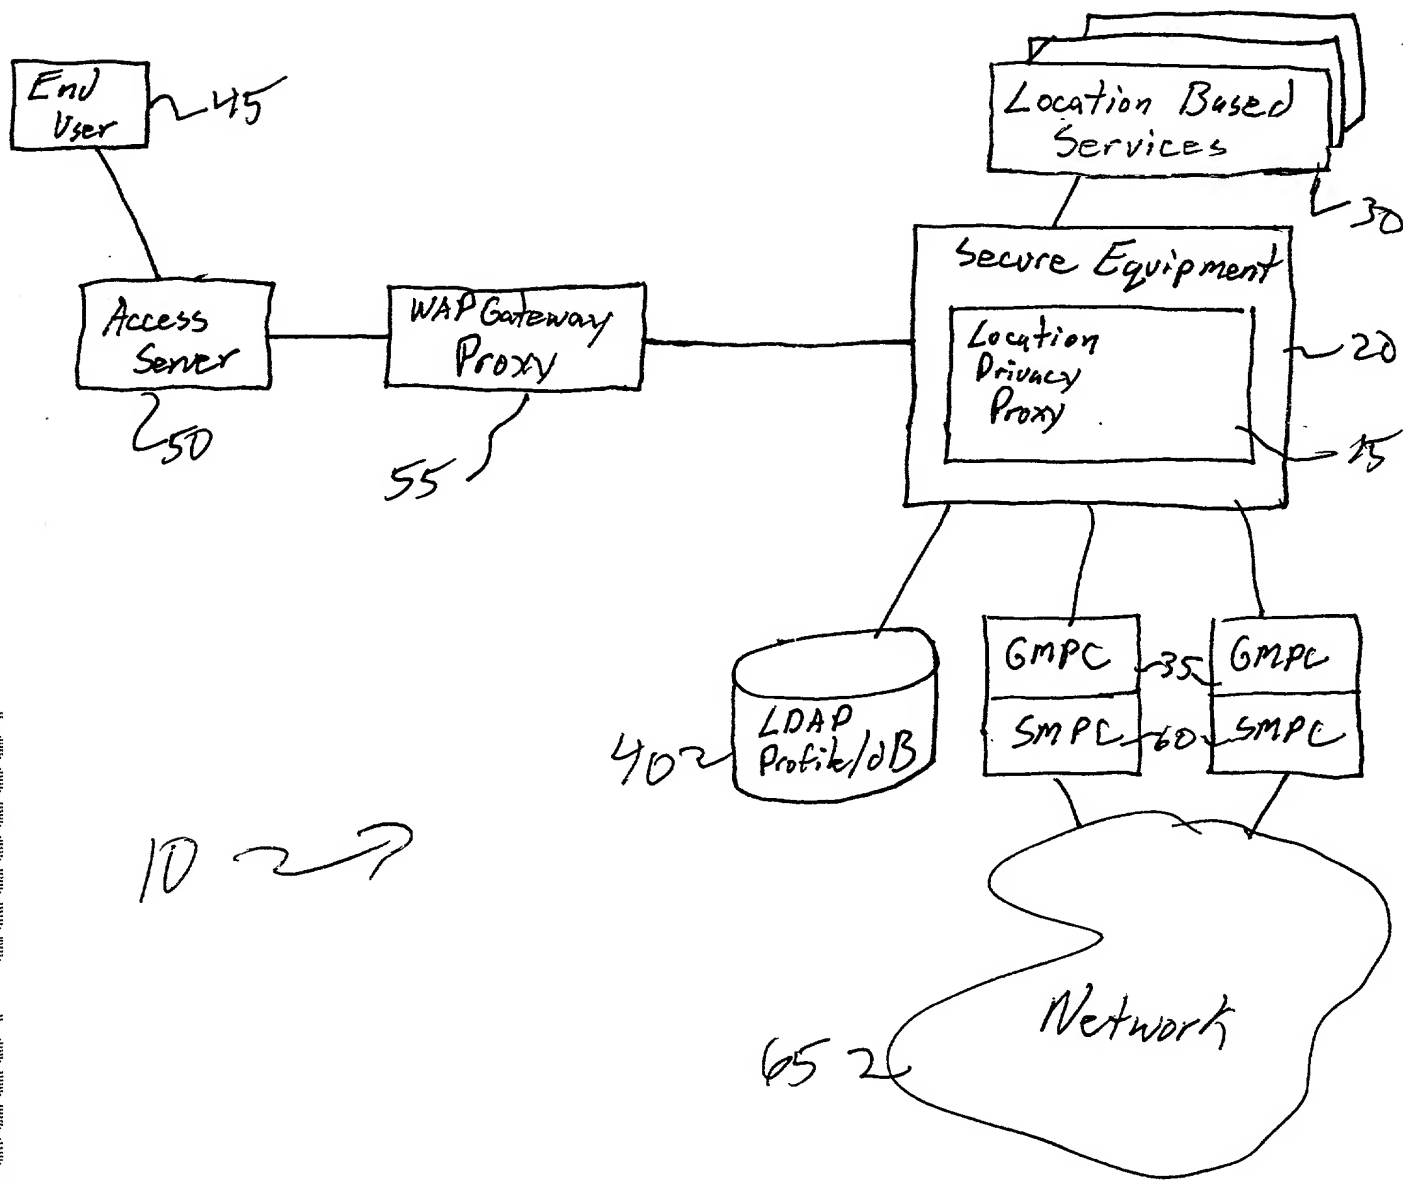 End
User
45
Location Based
Services
30
Secure Equipment
Access
Server
50
WAP Gateway
Proxy
55
Location
Privacy
Proxy
20
15
GMPC
35
GMPC
SMPC
60
SMPC
LDAP
Profile/dB
40
10
Network
65